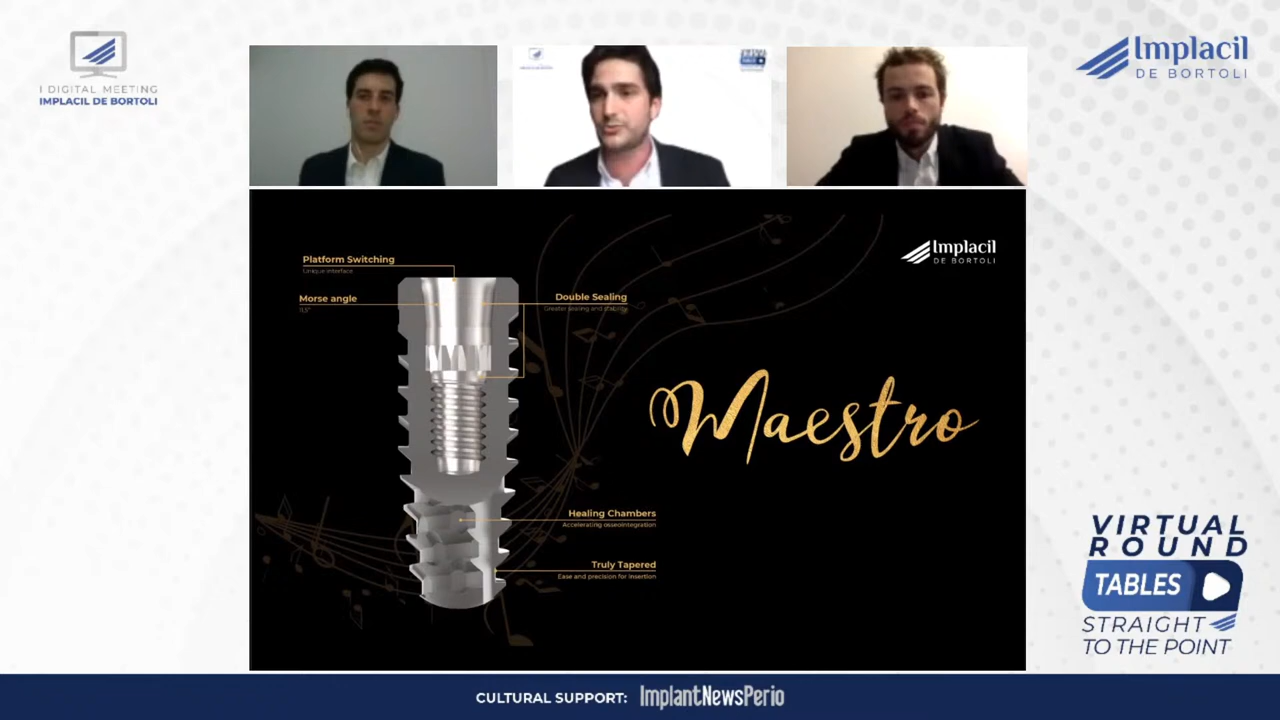 I DIGITAL MEETING
IMPLACIL DE BORTOLI
Implacil
DE BORTOLI
Implacil
DE BORTOLI
Platform Switching
Unique interface
Morse angle
11,5°
Double Sealing
Greater sealing and stability
Maestro
Healing Chambers
Accelerating osseointegration
Truly Tapered
Ease and precision for insertion
VIRTUAL
ROUND
TABLES
STRAIGHT
TO THE POINT
CULTURAL SUPPORT: ImplantNewsPerio